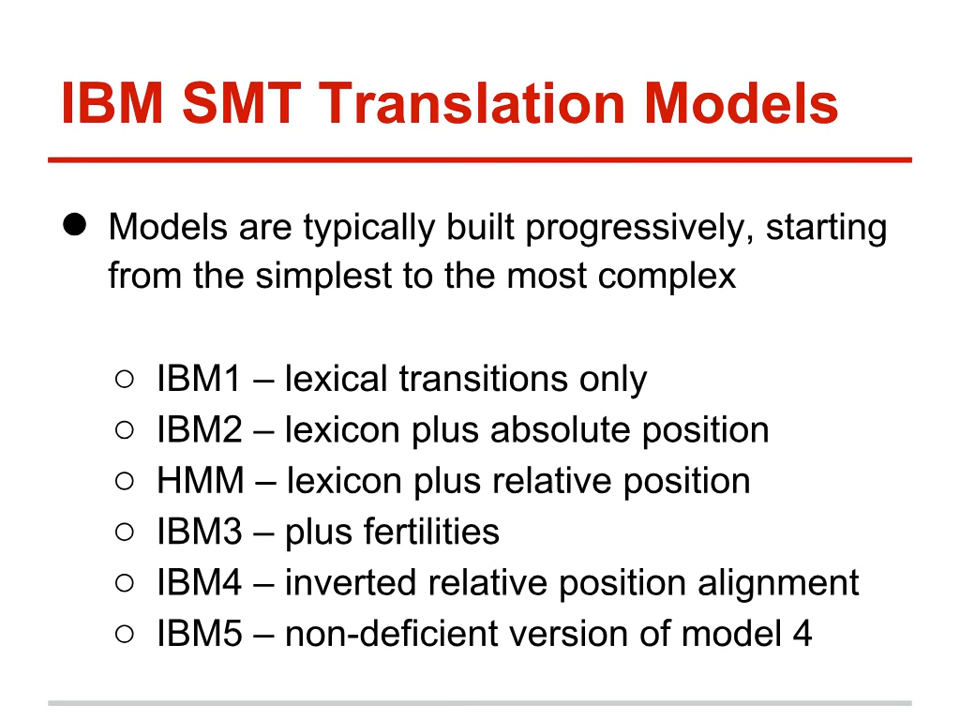 IBM SMT Translation Models
● Models are typically built progressively, starting
from the simplest to the most complex
○ IBM1 – lexical transitions only
○ IBM2 – lexicon plus absolute position
○ HMM – lexicon plus relative position
○ IBM3 – plus fertilities
○ IBM4 – inverted relative position alignment
○ IBM5 – non-deficient version of model 4